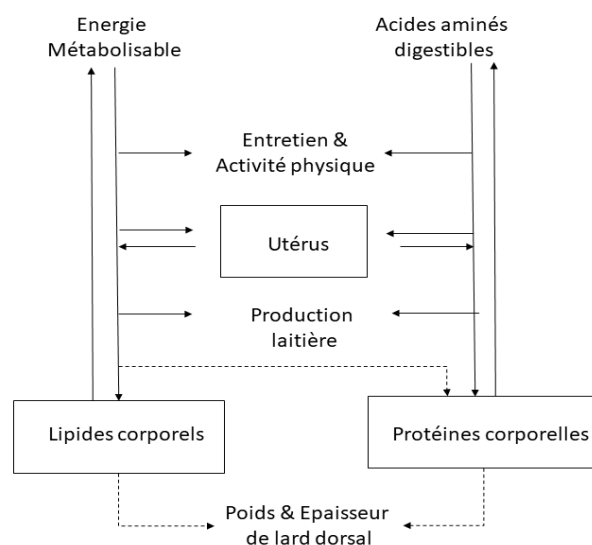 Energie
Métabolisable
Acides aminés
digestibles
Entretien &
Activité physique
Utérus
Production
laitière
Lipides corporels
Protéines corporelles
Poids & Epaisseur
de lard dorsal